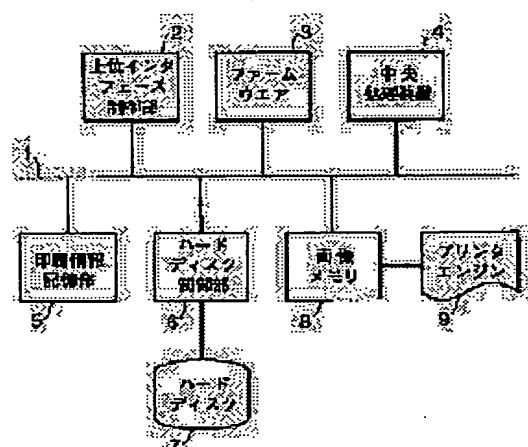 2
3
4
上位インタ
フェーズ
制御部
ファーム
ウエア
中央
処理装置
1
印刷情報
記憶部
ハード
ディスク
制御部
画像
メモリ
プリンタ
エンジン
5
6
8
9
ハード
ディスク
7